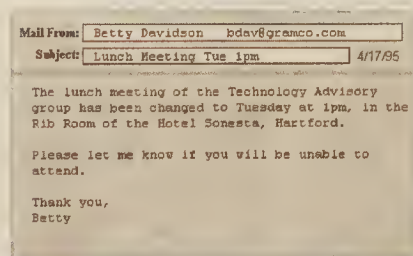 Mail From: Betty Davidson bdav@gramco.com
Subject: Lunch Meeting Tue 1pm 4/17/95
The lunch meeting of the Technology Advisory
group has been changed to Tuesday at 1pm, in the
Rib Room of the Hotel Sonesta, Hartford.
Please let me know if you will be unable to
attend.
Thank you,
Betty